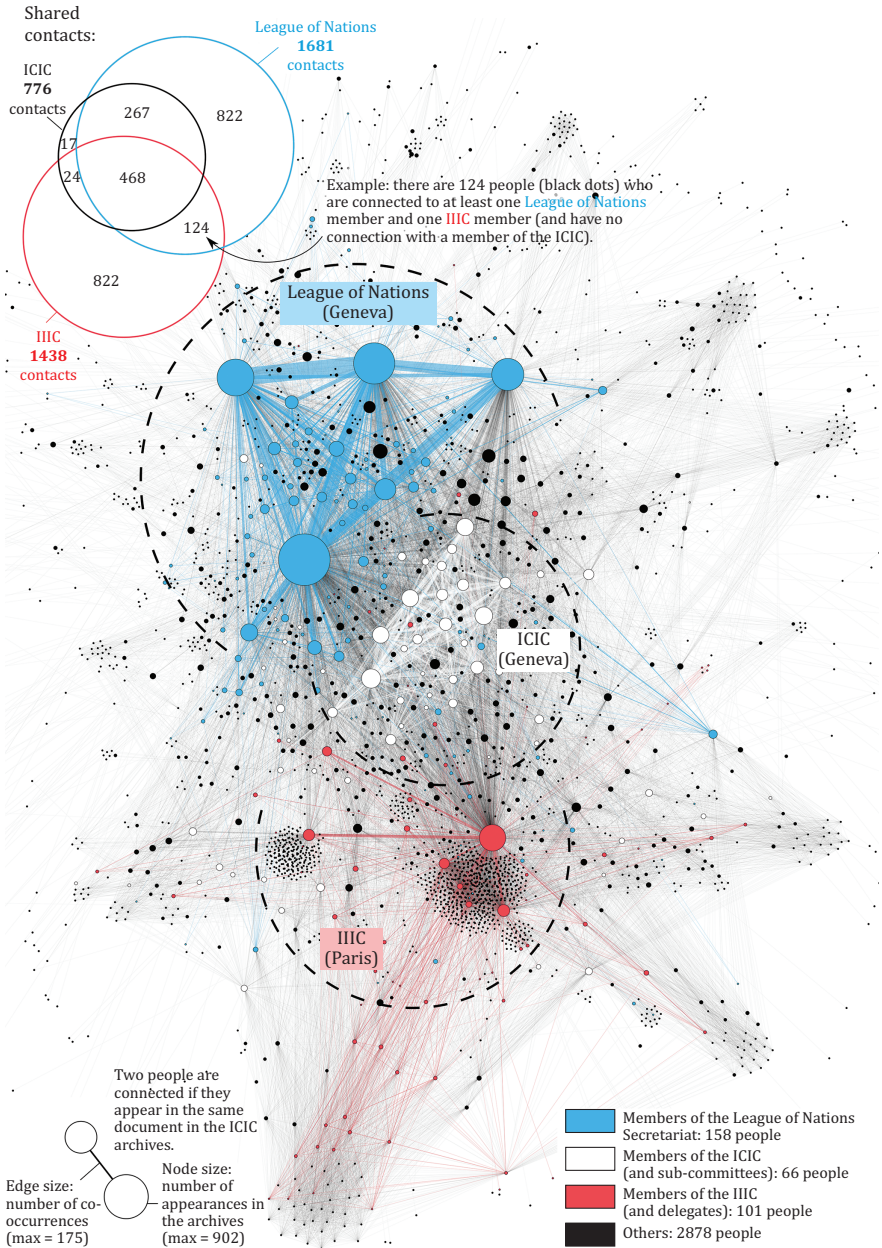 Shared
contacts:
League of Nations
1681
contacts
ICIC
776
contacts
267
822
17
24
468
124
822
Example: there are 124 people (black dots) who
are connected to at least one League of Nations
member and one IIIC member (and have no
connection with a member of the ICIC).
IIIC
1438
contacts
League of Nations
(Geneva)
ICIC
(Geneva)
IIIC
(Paris)
Two people are
connected if they
appear in the same
document in the ICIC
archives.
Edge size:
number of co-
occurrences
(max = 175)
Node size:
number of
appearances in
the archives
(max = 902)
Members of the League of Nations
Secretariat: 158 people
Members of the ICIC
(and sub-committees): 66 people
Members of the IIIC
(and delegates): 101 people
Others: 2878 people